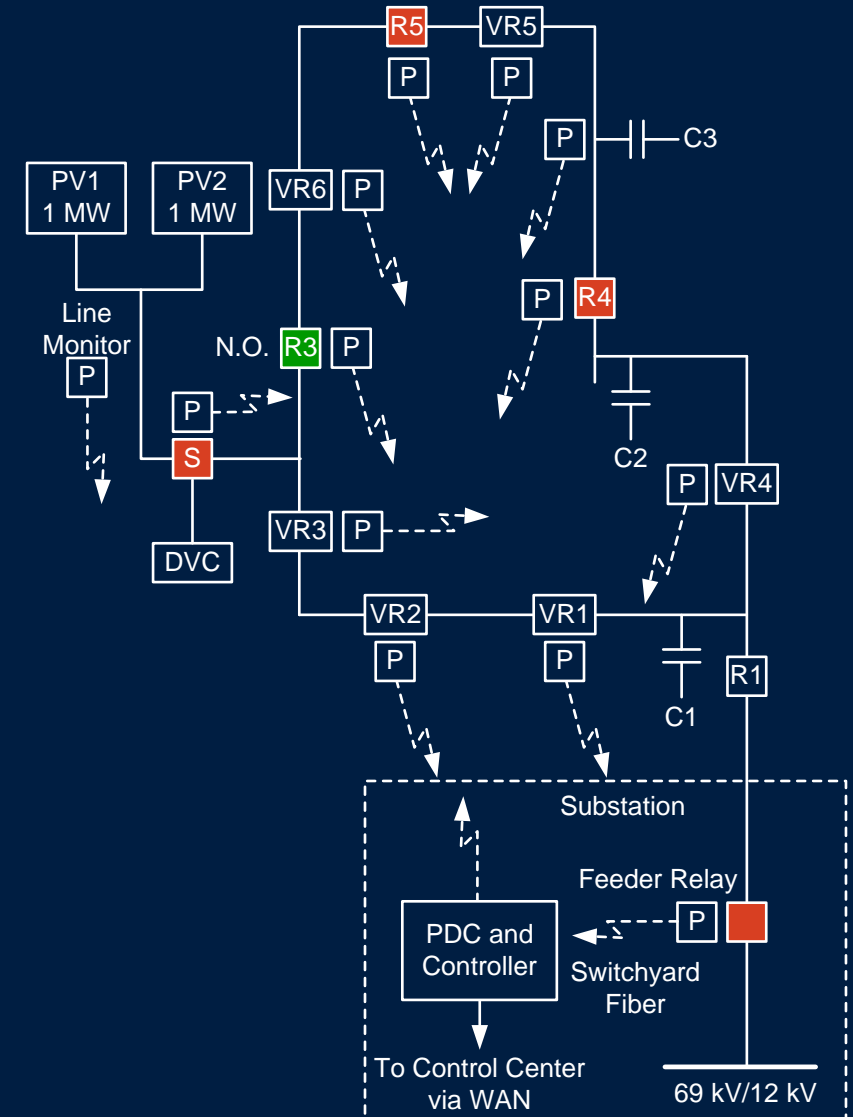 R5
VR5
P
P
P
C3
PV1
1 MW
PV2
1 MW
VR6
P
P
R4
Line
Monitor
P
N.O.
R3
P
P
S
C2
P
VR4
VR3
P
DVC
VR2
VR1
P
P
R1
C1
Substation
Feeder Relay
P
PDC and
Controller
Switchyard
Fiber
To Control Center
via WAN
69 kV/12 kV